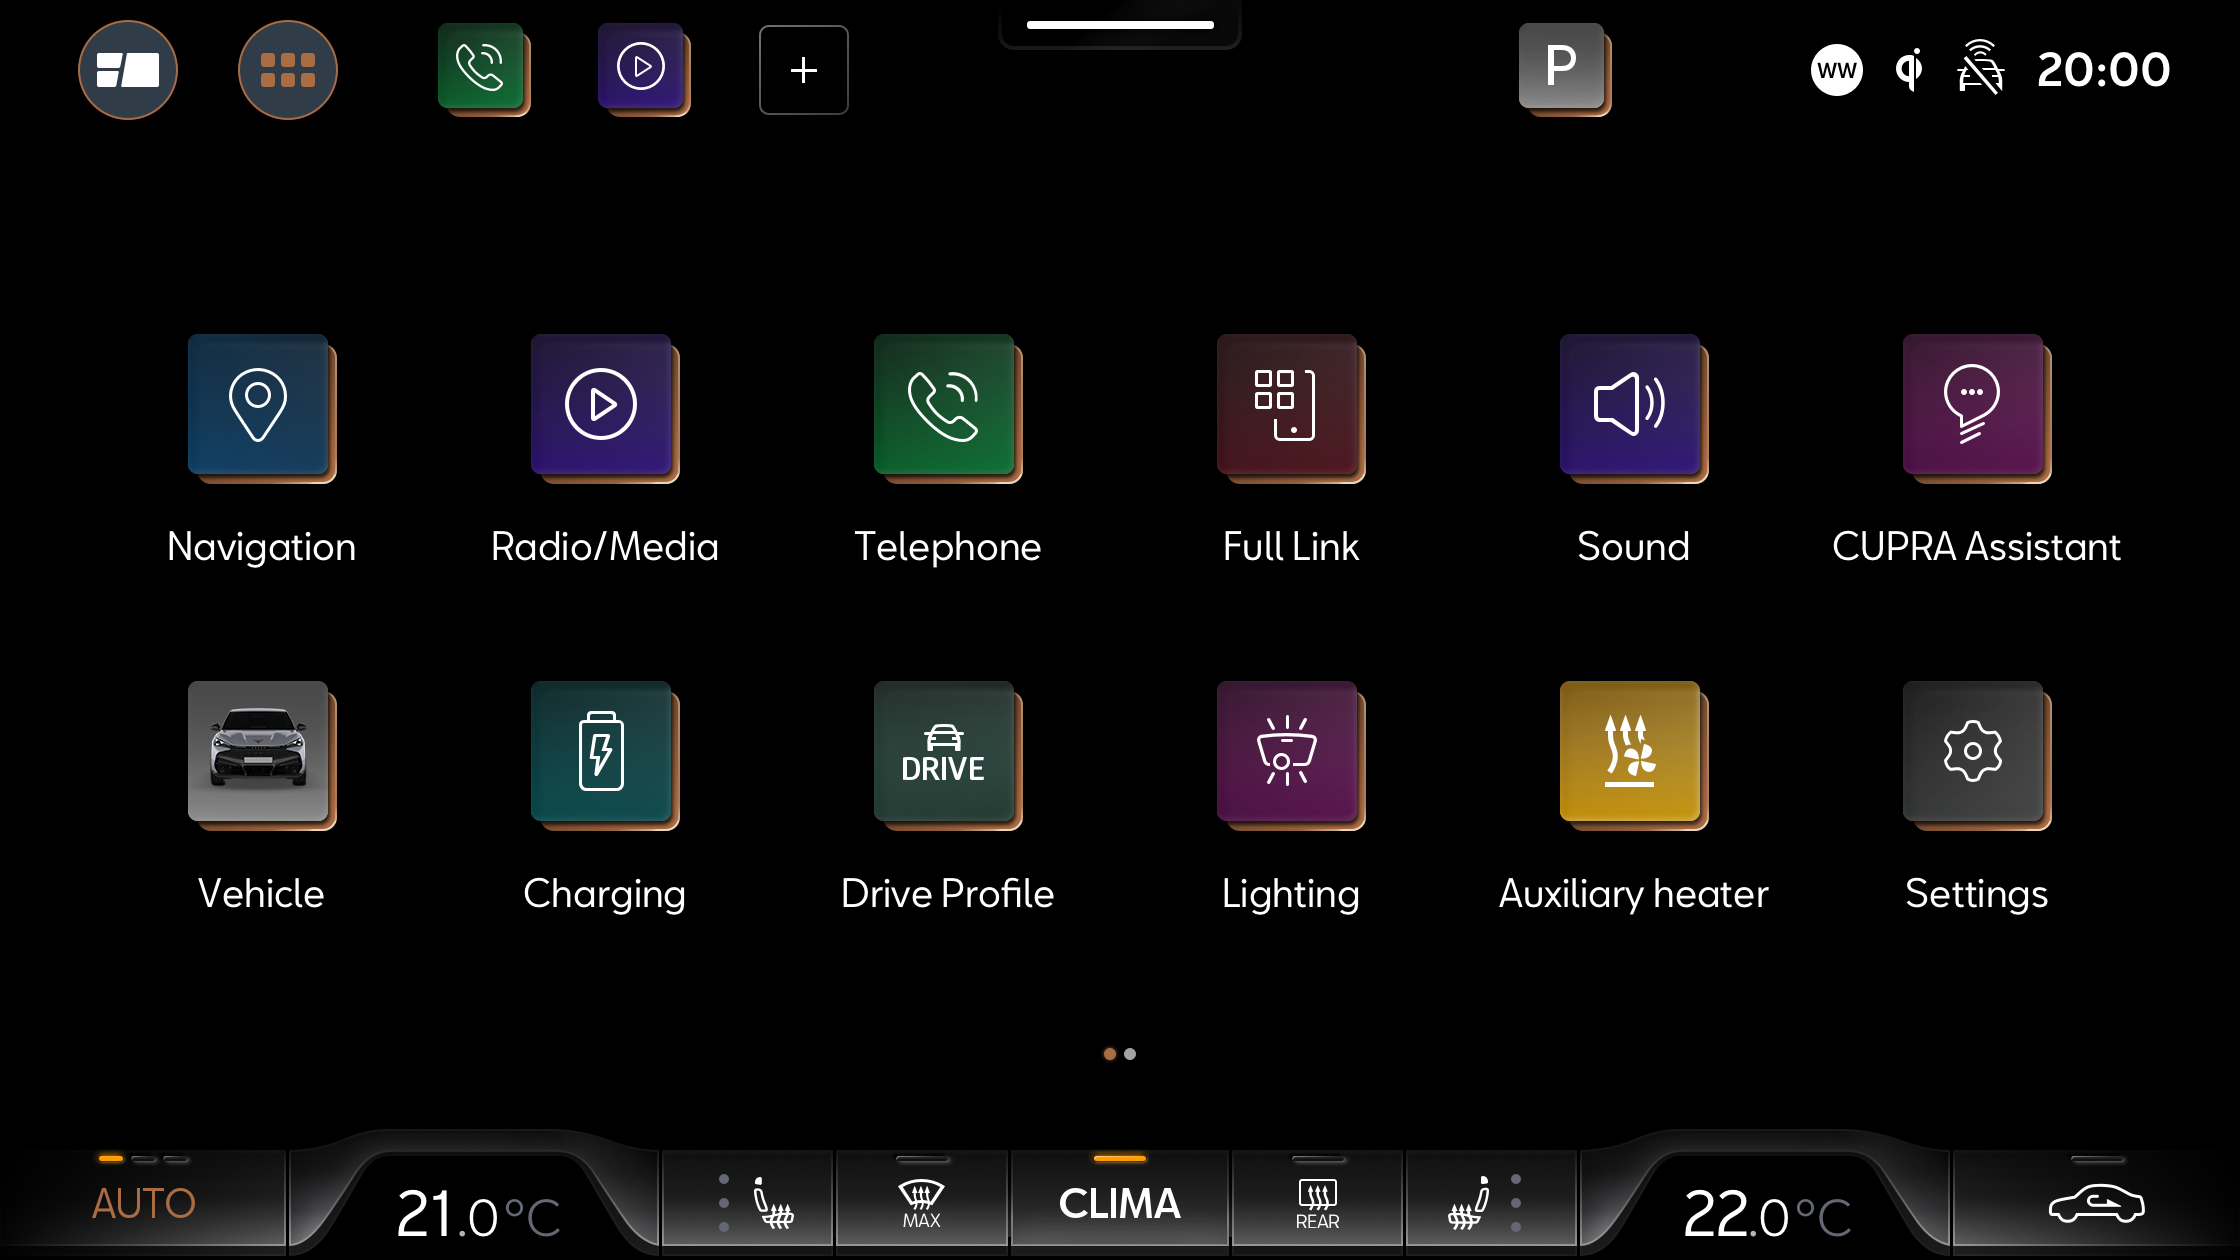 P
WW
20:00
Navigation
Radio/Media
Telephone
Full Link
Sound
CUPRA Assistant
DRIVE
Vehicle
Charging
Drive Profile
Lighting
Auxiliary heater
Settings
AUTO
21.0°C
MAX
CLIMA
REAR
22.0°C